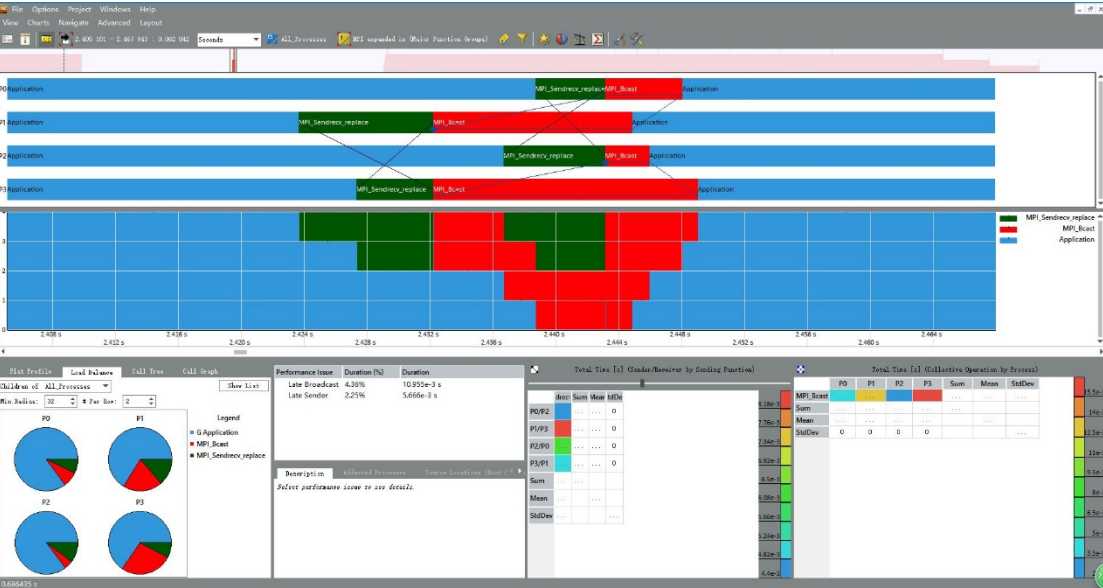 File Options Project Windows Help
View Charts Navigate Advanced Layout
Seconds All_Processes MPI expanded in (Major Function Groups)
P0 Application MPI_Sendrecv_replace MPI_Bcast Application
P1 Application MPI_Sendrecv_replace MPI_Bcast Application
P2 Application MPI_Sendrecv_replace MPI_Bcast Application
P3 Application MPI_Sendrecv_replace MPI_Bcast Application
MPI_Sendrecv_replace
MPI_Bcast
Application
3
2
1
0
2.408 s 2.416 s 2.424 s 2.432 s 2.440 s 2.448 s 2.456 s 2.464 s
2.412 s 2.420 s 2.428 s 2.436 s 2.444 s 2.452 s 2.460 s
Flat Profile Load Balance Call Tree Call Graph
Children of All_Processes Show List
Min Radius: 32 # Per Row: 2
P0 P1 Legend
G Application
MPI_Bcast
MPI_Sendrecv_replace
P2 P3
0.686435 s
Performance Issue Duration (%) Duration
Late Broadcast 4.36% 10.955e-3 s
Late Sender 2.25% 5.666e-3 s
Description Affected Processes
Select performance issue to see details.
Total Time [s] (Sender/Receiver by Sending Function)
Sum Mean
P0/P2 ... ... 0
P1/P3 ... ... 0
P2/P0 ... ... 0
P3/P1 ... ... 0
Sum ... ...
Mean ...
StdDev ... ...
Total Time [s] (Collective Operation by Process)
P0 P1 P2 P3 Sum Mean StdDev
MPI_Bcast ... ... ... ... ... ... ...
Sum ... ... ... ... ...
Mean ... ... ... ... ...
StdDev 0 0 0 0 ...